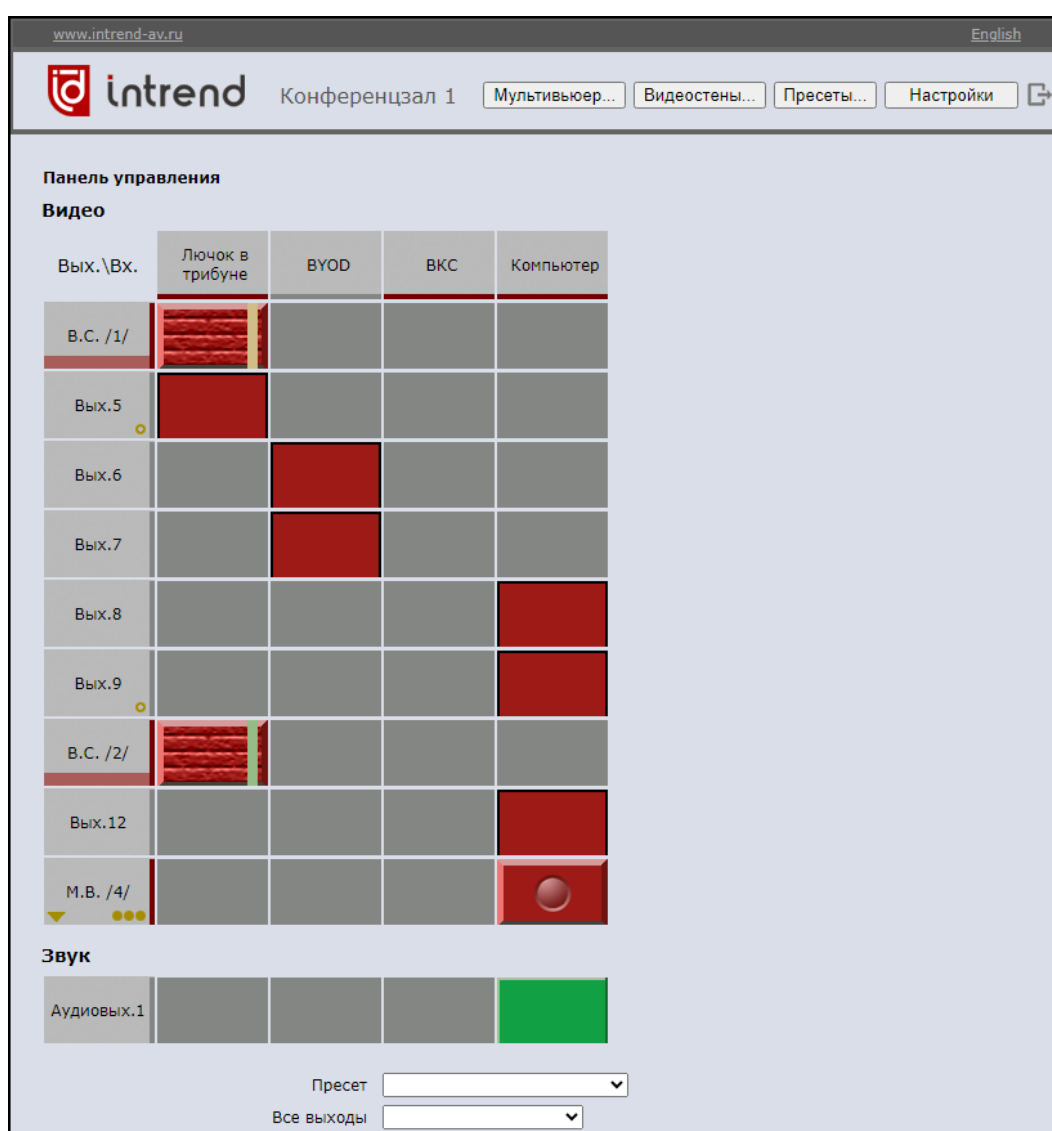 www.intrend-av.ru English
intrend Конференцзал 1 Мультивьюер... Видеостены... Пресеты... Настройки
Панель управления
Видео
Вых.\Вх. Лючок в трибуне BYOD ВКС Компьютер
В.С. /1/
Вых.5
Вых.6
Вых.7
Вых.8
Вых.9
В.С. /2/
Вых.12
М.В. /4/
Звук
Аудиовых.1
Пресет
Все выходы